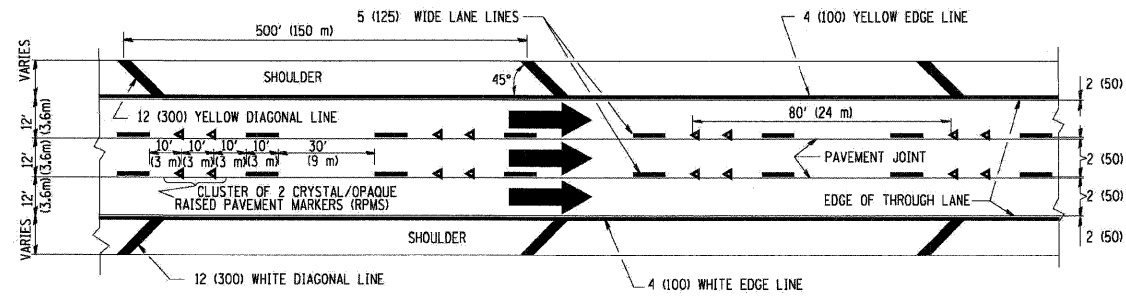 5 (125) WIDE LANE LINES
4 (100) YELLOW EDGE LINE
500' (150 m)
VARIES
SHOULDER
45°
2 (50)
12 (300) YELLOW DIAGONAL LINE
80' (24 m)
12'
(3.6m)
10'
(3 m)
10'
(3 m)
10'
(3 m)
10'
(3 m)
30'
(9 m)
12'
(3.6m)
PAVEMENT JOINT
2 (50)
CLUSTER OF 2 CRYSTAL/OPAQUE
RAISED PAVEMENT MARKERS (RPMS)
12'
(3.6m)
EDGE OF THROUGH LANE
2 (50)
VARIES
SHOULDER
2 (50)
12 (300) WHITE DIAGONAL LINE
4 (100) WHITE EDGE LINE